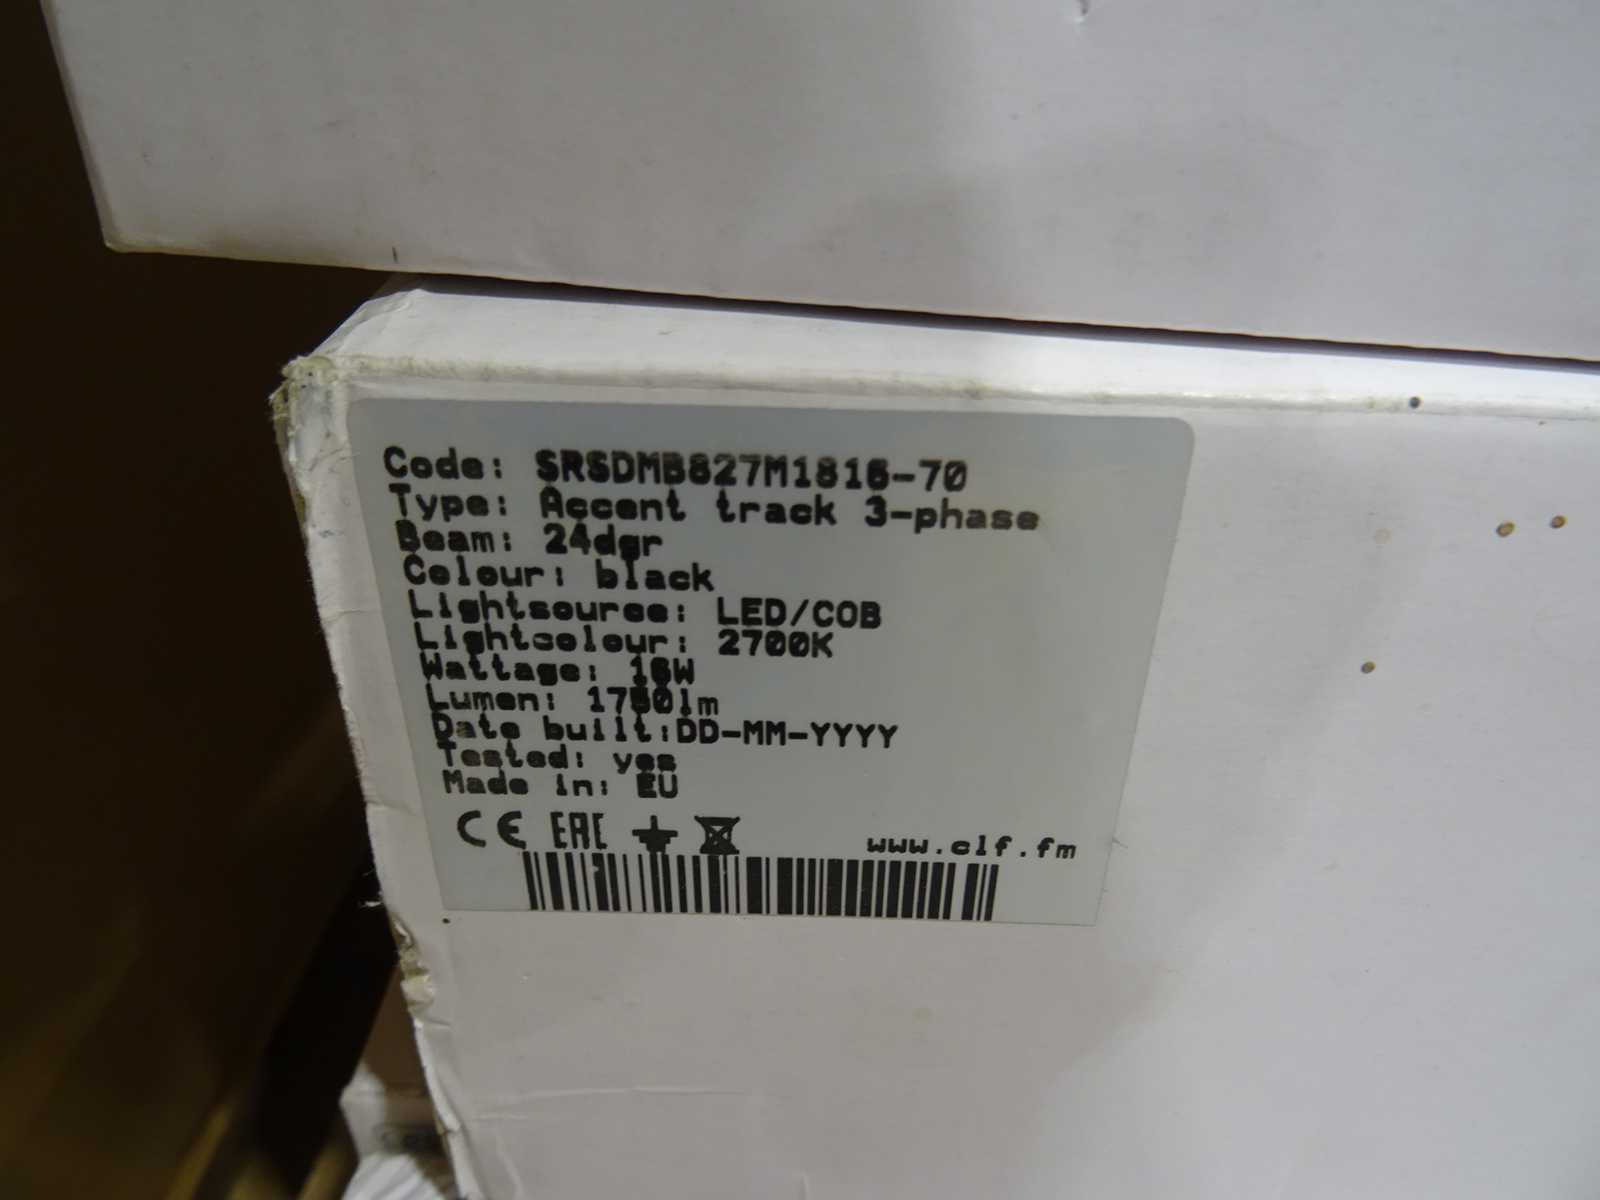 Code: SRSDMB827M1816-70
Type: Accent track 3-phase
Beam: 24dgr
Colour: black
Lightsource: LED/COB
Lightcolour: 2700K
Wattage: 16W
Lumen: 1750lm
Date built:DD-MM-YYYY
Tested: yes
Made in: EU
CE EAC
www.clf.fm